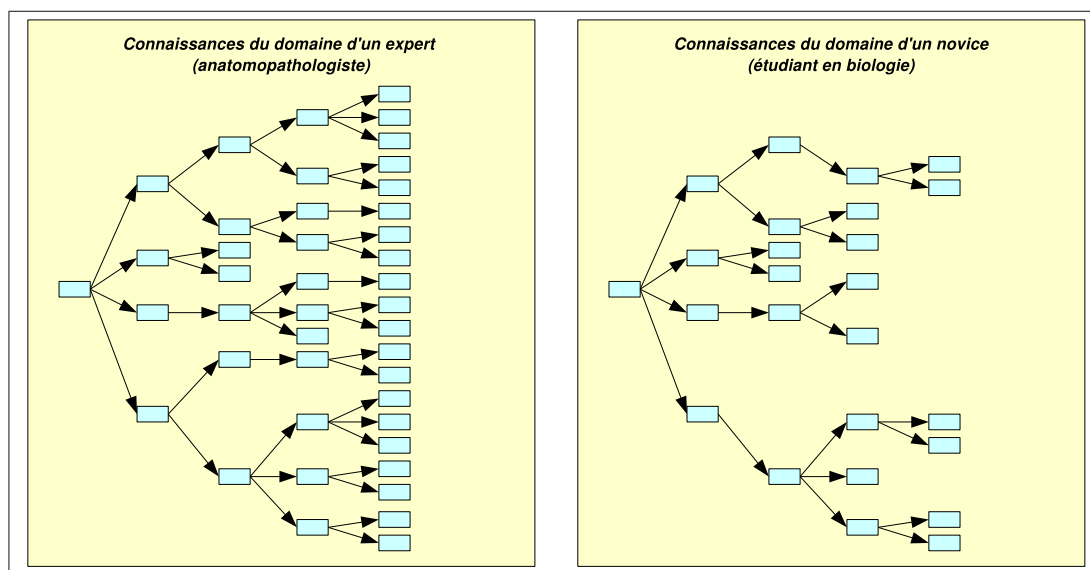 Connaissances du domaine d'un expert
(anatomopathologiste)
Connaissances du domaine d'un novice
(étudiant en biologie)